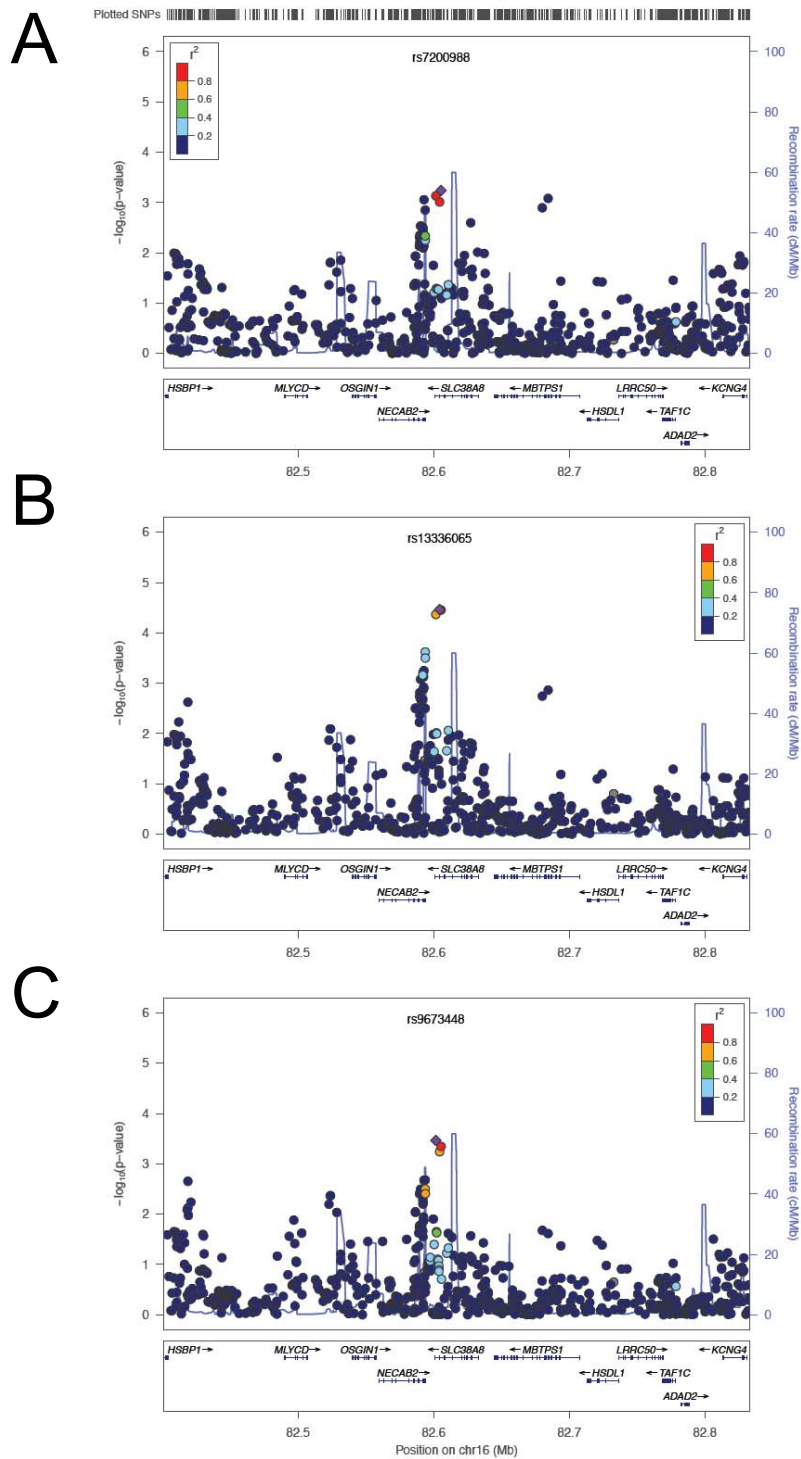 A
Plotted SNPs
rs7200988
r2
0.8
0.6
0.4
0.2
6
5
4
3
2
1
0
−log10(p-value)
100
80
60
40
20
0
Recombination rate (cM/Mb)
HSBP1→ MLYCD→ OSGIN1→ ←SLC38A8 ←MBTPS1 LRRC50→ ←KCNG4
NECAB2→ ←HSDL1 ←TAF1C
ADAD2→
82.5 82.6 82.7 82.8
B
rs13336065
r2
0.8
0.6
0.4
0.2
6
5
4
3
2
1
0
−log10(p-value)
100
80
60
40
20
0
Recombination rate (cM/Mb)
HSBP1→ MLYCD→ OSGIN1→ ←SLC38A8 ←MBTPS1 LRRC50→ ←KCNG4
NECAB2→ ←HSDL1 ←TAF1C
ADAD2→
82.5 82.6 82.7 82.8
C
rs9673448
r2
0.8
0.6
0.4
0.2
6
5
4
3
2
1
0
−log10(p-value)
100
80
60
40
20
0
Recombination rate (cM/Mb)
HSBP1→ MLYCD→ OSGIN1→ ←SLC38A8 ←MBTPS1 LRRC50→ ←KCNG4
NECAB2→ ←HSDL1 ←TAF1C
ADAD2→
82.5 82.6 82.7 82.8
Position on chr16 (Mb)